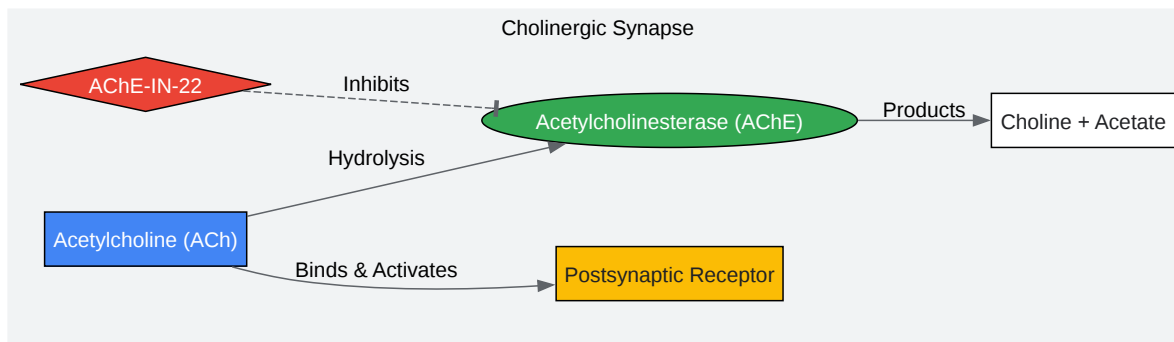 Cholinergic Synapse
AChE-IN-22
Inhibits
Acetylcholinesterase (AChE)
Products
Choline + Acetate
Hydrolysis
Acetylcholine (ACh)
Binds & Activates
Postsynaptic Receptor